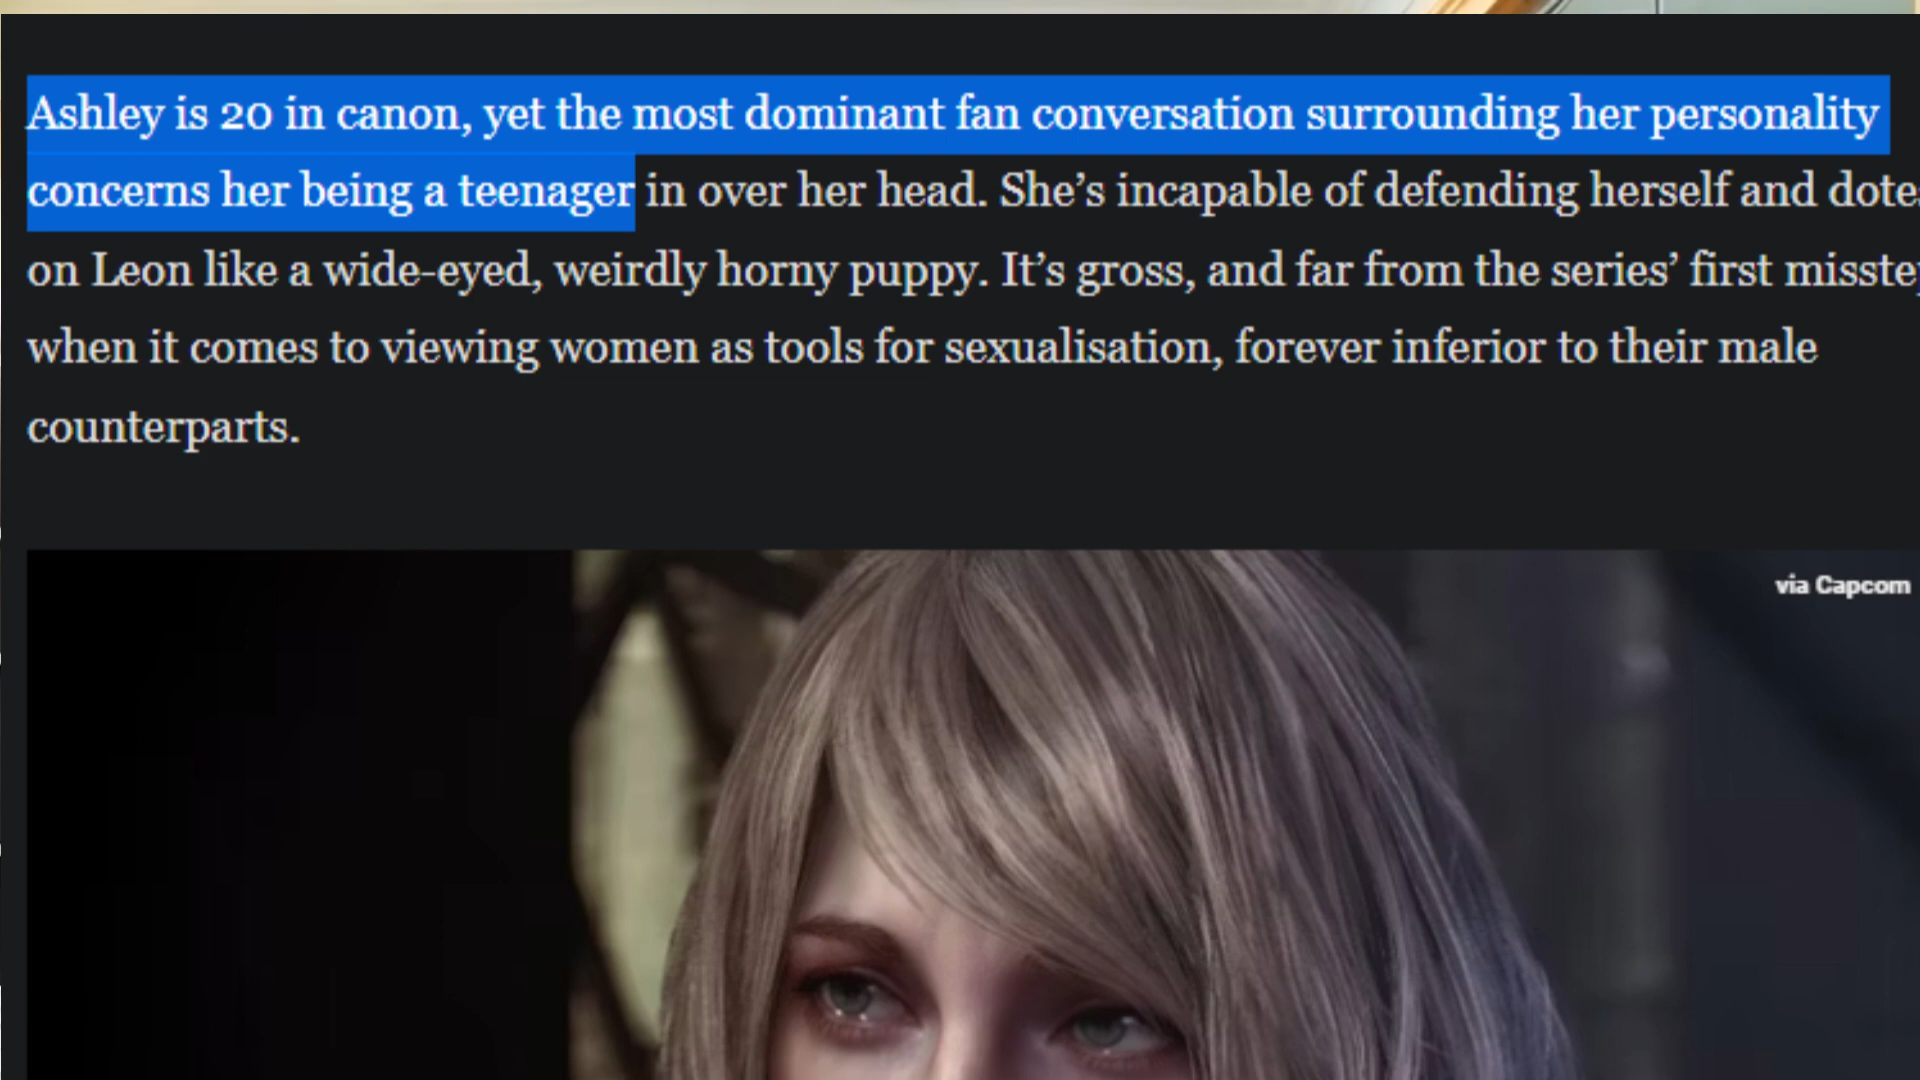 Ashley is 20 in canon, yet the most dominant fan conversation surrounding her personality
concerns her being a teenager in over her head. She’s incapable of defending herself and dote
on Leon like a wide-eyed, weirdly horny puppy. It’s gross, and far from the series’ first misste
when it comes to viewing women as tools for sexualisation, forever inferior to their male
counterparts.
via Capcom